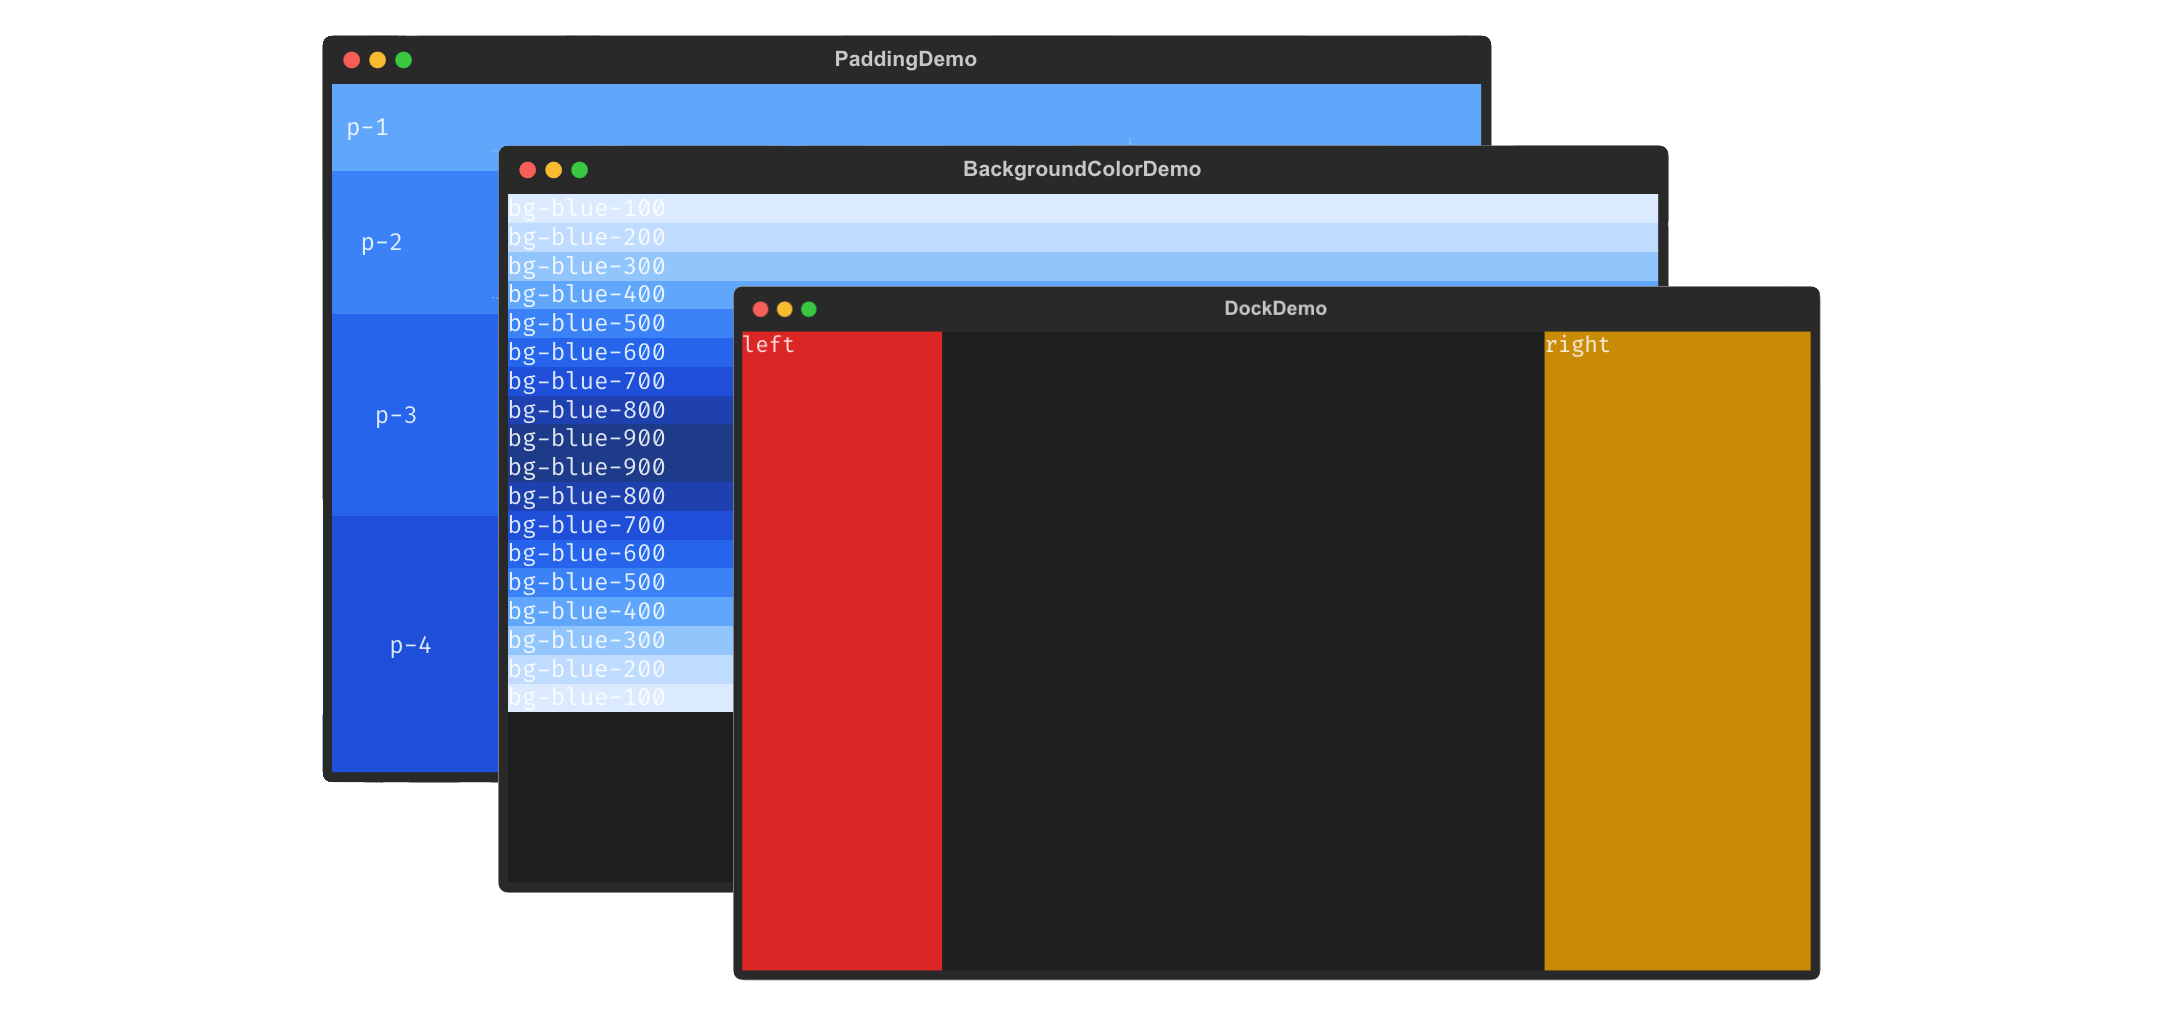 PaddingDemo
p-1
p-2
p-3
p-4
BackgroundColorDemo
bg-blue-100
bg-blue-200
bg-blue-300
bg-blue-400
bg-blue-500
bg-blue-600
bg-blue-700
bg-blue-800
bg-blue-900
bg-blue-900
bg-blue-800
bg-blue-700
bg-blue-600
bg-blue-500
bg-blue-400
bg-blue-300
bg-blue-200
bg-blue-100
DockDemo
left
right